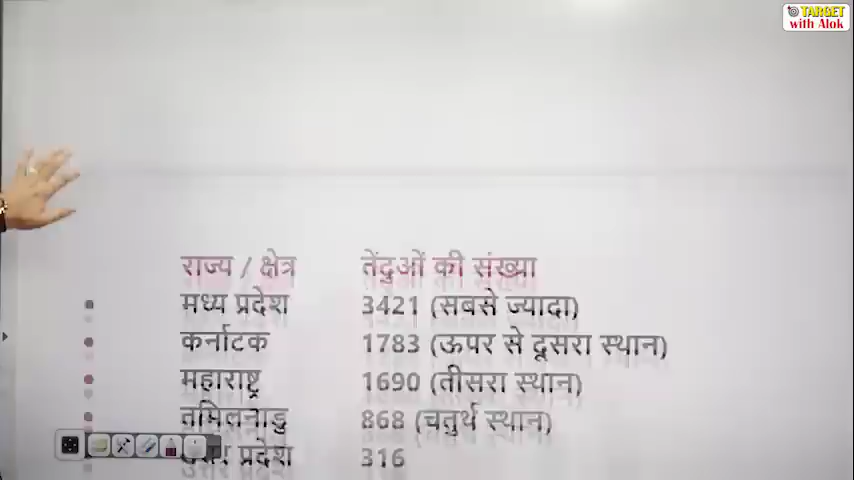 TARGET
with Alok
राज्य / क्षेत्र तेंदुओं की संख्या
मध्य प्रदेश 3421 (सबसे ज्यादा)
कर्नाटक 1783 (ऊपर से दूसरा स्थान)
महाराष्ट्र 1690 (तीसरा स्थान)
तमिलनाडु 868 (चतुर्थ स्थान)
प्रदेश 316